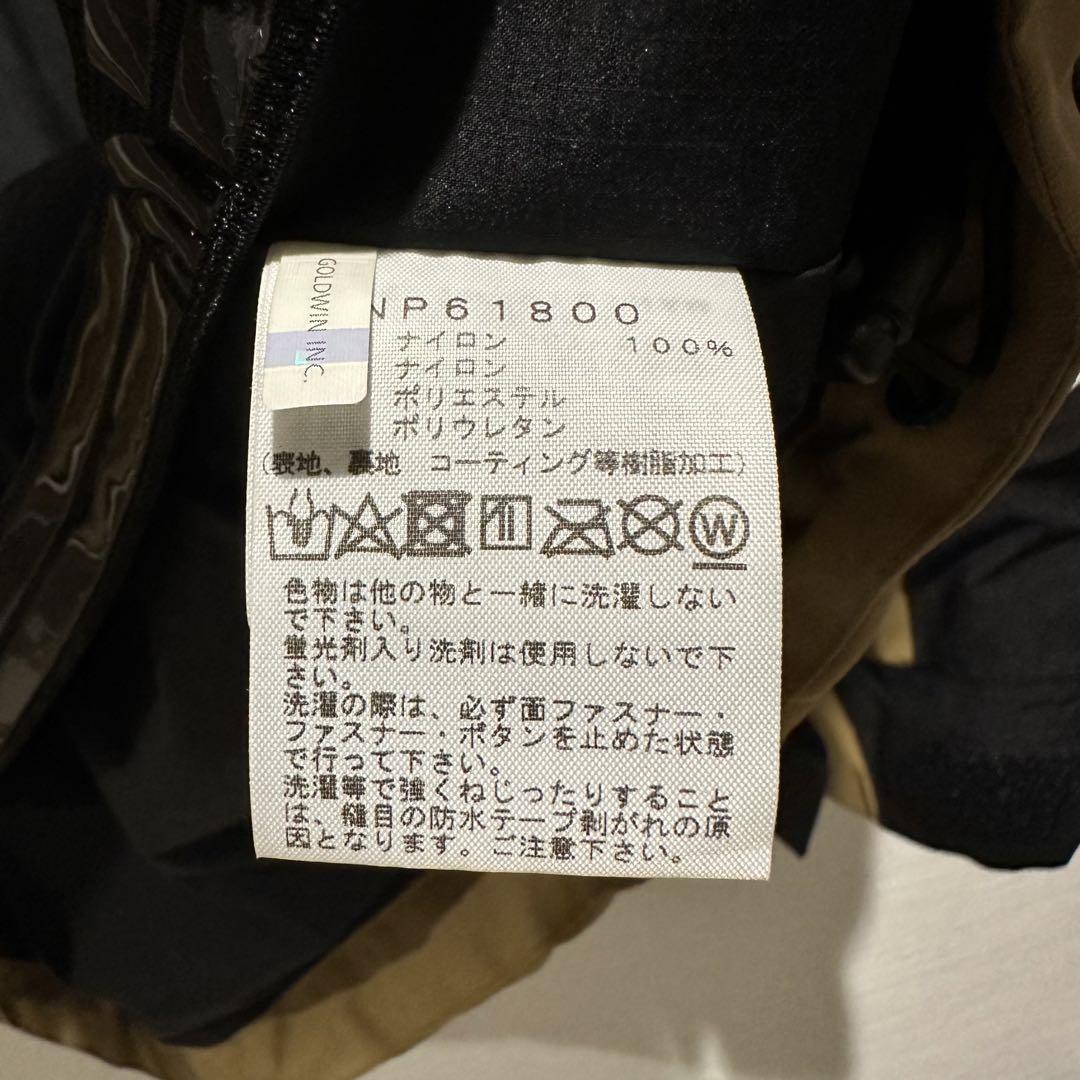 GOLDWIN INC.
NP61800
ナイロン 100%
ナイロン
ポリエステル
ポリウレタン
(表地、裏地 コーティング等樹脂加工)
W
色物は他の物と一緒に洗濯しない
で下さい。
蛍光剤入り洗剤は使用しないで下
さい。
洗濯の際は、必ず面ファスナー・
ファスナー・ボタンを止めた状態
で行って下さい。
洗濯等で強くねじったりすること
は、縫目の防水テープ剥がれの原
因となります。ご注意下さい。